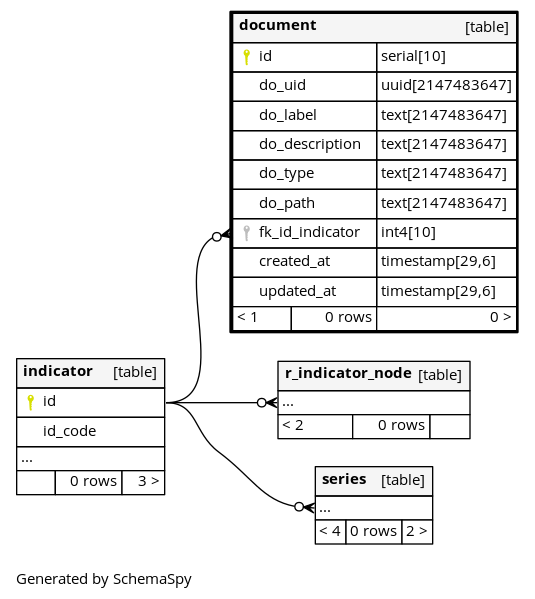 document [table]
id serial[10]
do_uid uuid[2147483647]
do_label text[2147483647]
do_description text[2147483647]
do_type text[2147483647]
do_path text[2147483647]
fk_id_indicator int4[10]
created_at timestamp[29,6]
updated_at timestamp[29,6]
< 1 0 rows 0 >
indicator [table]
id
id_code
...
0 rows 3 >
r_indicator_node [table]
...
< 2 0 rows
series [table]
...
< 4 0 rows 2 >
Generated by SchemaSpy